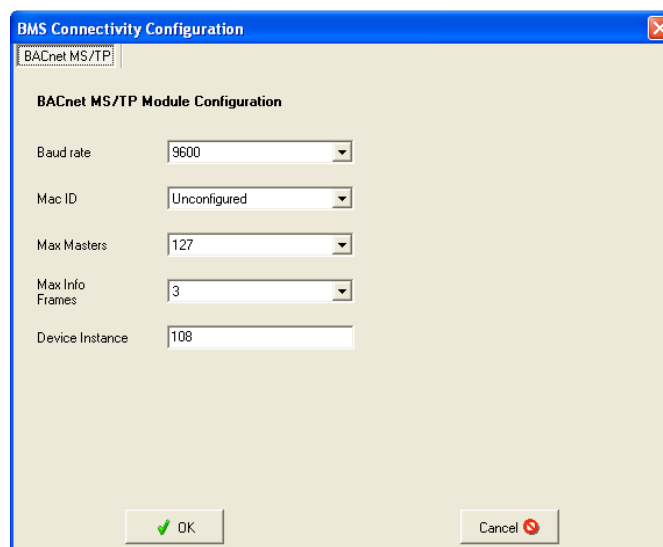 BMS Connectivity Configuration
BACnet MS/TP
BACnet MS/TP Module Configuration
Baud rate 9600
Mac ID Unconfigured
Max Masters 127
Max Info
Frames 3
Device Instance 108
OK Cancel